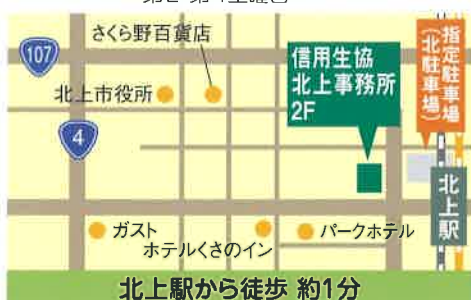 さくら野百貨店
107
北上市役所
4
信用生協
北上事務所
2F
指定駐車場
(北駐車場)
北上駅
ガスト
ホテルくさのイン
パークホテル
北上駅から徒歩 約1分